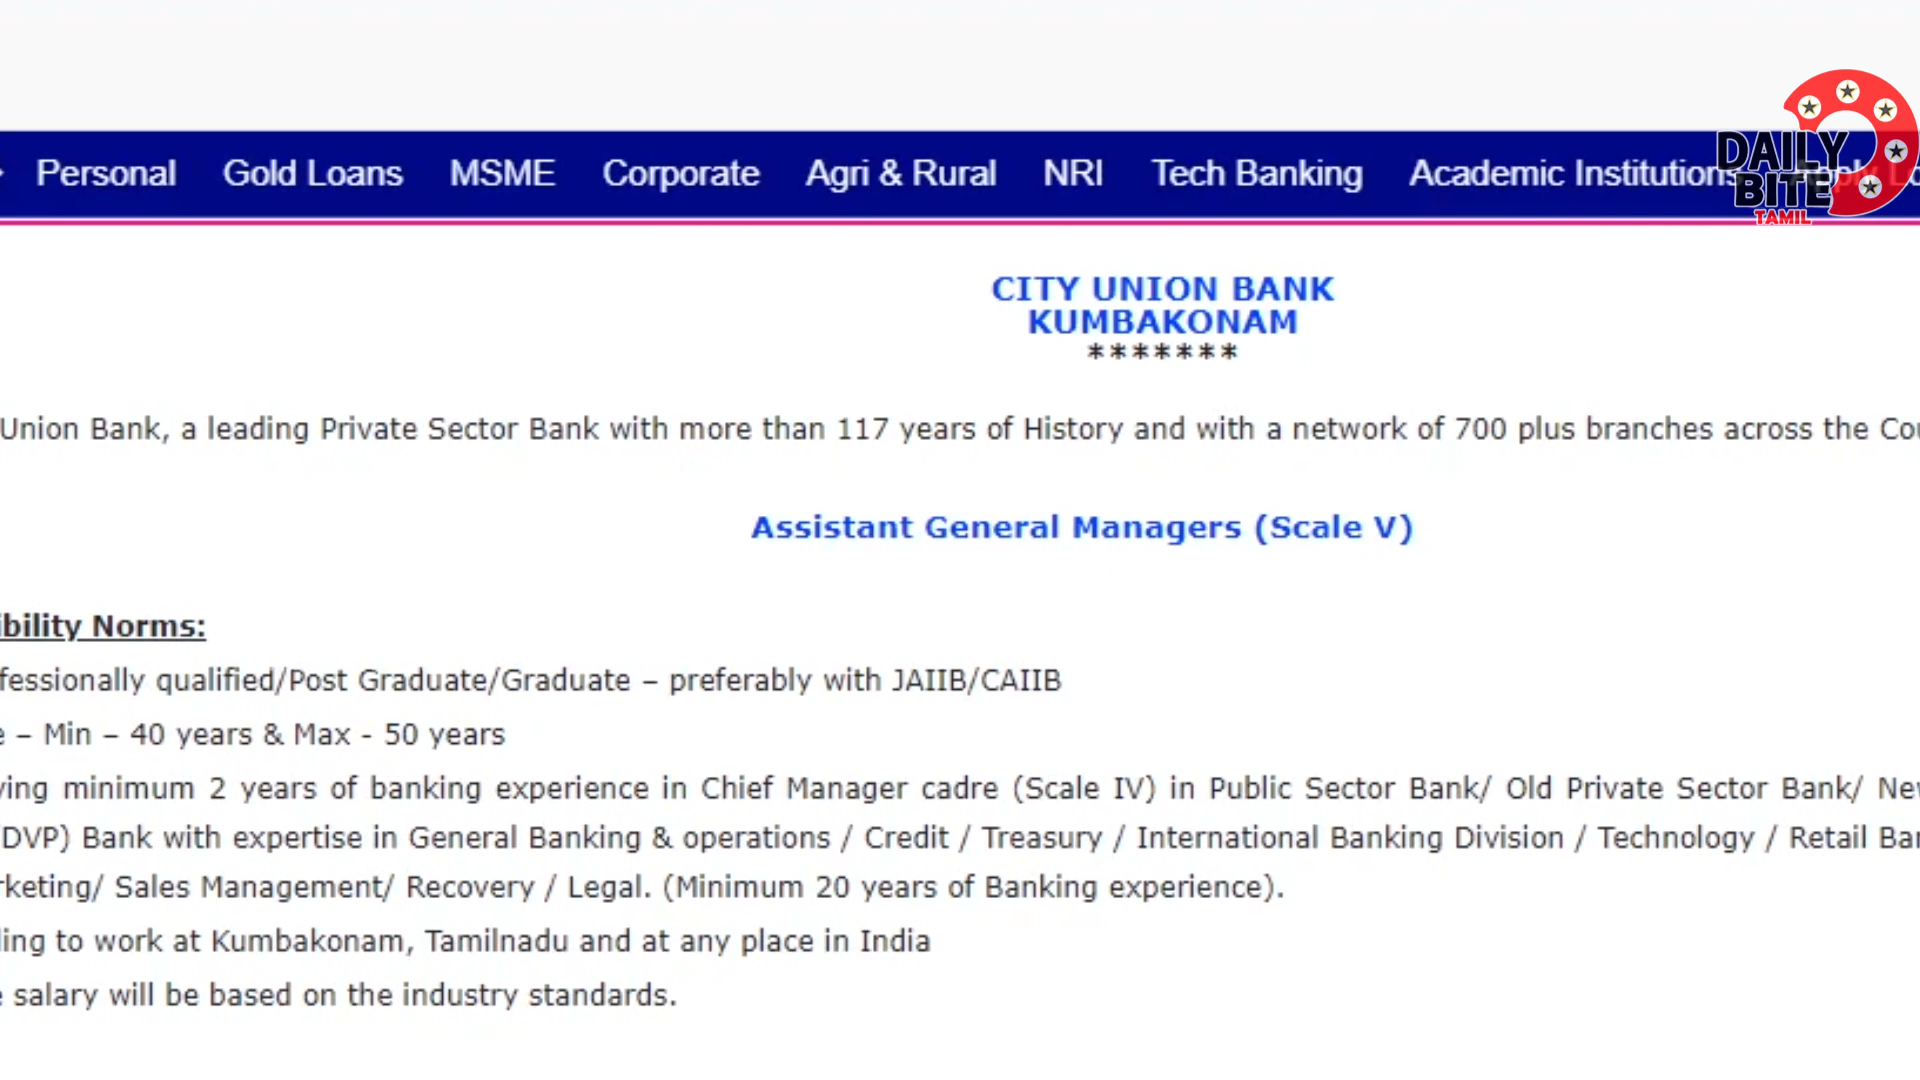 Personal Gold Loans MSME Corporate Agri & Rural NRI Tech Banking Academic Institutions Apply
DAILY
BITE
TAMIL
CITY UNION BANK
KUMBAKONAM
*******
Union Bank, a leading Private Sector Bank with more than 117 years of History and with a network of 700 plus branches across the
Assistant General Managers (Scale V)
ibility Norms:
fessionally qualified/Post Graduate/Graduate – preferably with JAIIB/CAIIB
e – Min – 40 years & Max - 50 years
ving minimum 2 years of banking experience in Chief Manager cadre (Scale IV) in Public Sector Bank/ Old Private Sector Bank/
DVP) Bank with expertise in General Banking & operations / Credit / Treasury / International Banking Division / Technology / Retail
rketing/ Sales Management/ Recovery / Legal. (Minimum 20 years of Banking experience).
ling to work at Kumbakonam, Tamilnadu and at any place in India
e salary will be based on the industry standards.